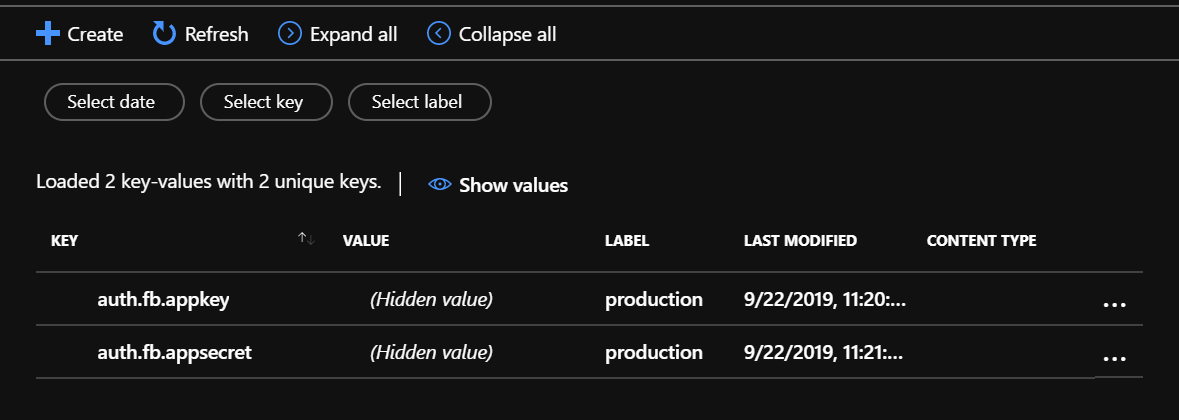 Create Refresh Expand all Collapse all
Select date Select key Select label
Loaded 2 key-values with 2 unique keys. | Show values
KEY VALUE LABEL LAST MODIFIED CONTENT TYPE
auth.fb.appkey (Hidden value) production 9/22/2019, 11:20:... ...
auth.fb.appsecret (Hidden value) production 9/22/2019, 11:21:... ...